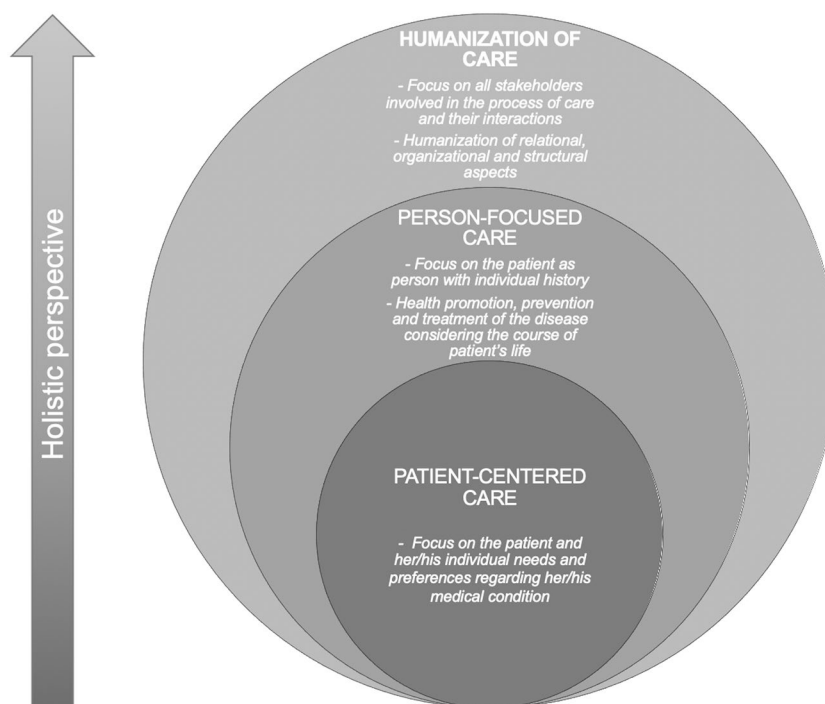 Holistic perspective
HUMANIZATION OF
CARE
- Focus on all stakeholders
involved in the process of care
and their interactions
- Humanization of relational,
organizational and structural
aspects
PERSON-FOCUSED
CARE
- Focus on the patient as
person with individual history
- Health promotion, prevention
and treatment of the disease
considering the course of
patient's life
PATIENT-CENTERED
CARE
- Focus on the patient and
her/his individual needs and
preferences regarding her/his
medical condition